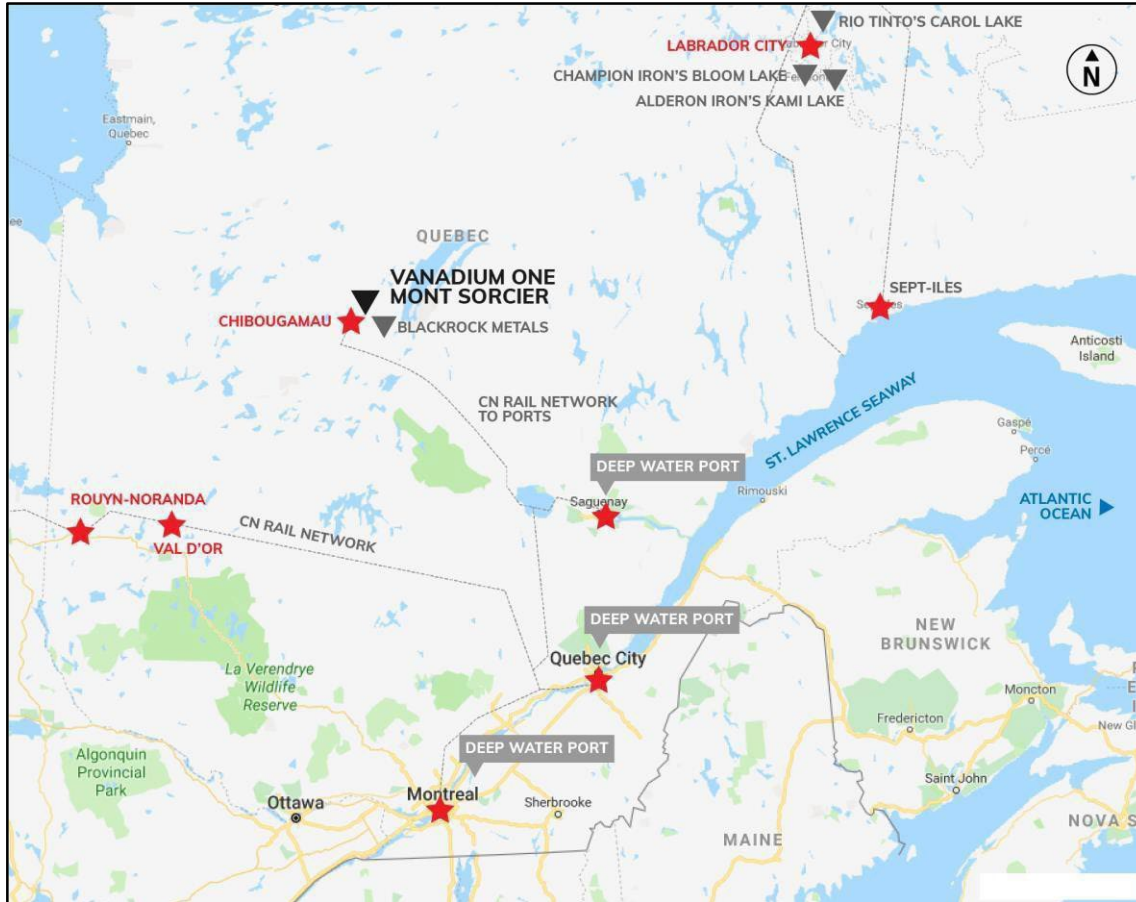 RIO TINTO'S CAROL LAKE
LABRADOR CITY
CHAMPION IRON'S BLOOM LAKE
ALDERON IRON'S KAMI LAKE
N
Eastmain,
Quebec
QUEBEC
VANADIUM ONE
MONT SORCIER
CHIBOUGAMAU
BLACKROCK METALS
SEPT-ILES
Anticosti
Island
CN RAIL NETWORK
TO PORTS
ST. LAWRENCE SEAWAY
Gaspé
Percé
DEEP WATER PORT
Saguenay
Rimouski
ATLANTIC
OCEAN
ROUYN-NORANDA
VAL D'OR
CN RAIL NETWORK
DEEP WATER PORT
Quebec City
NEW
BRUNSWICK
La Verendrye
Wildlife
Reserve
Moncton
New Gl
Fredericton
DEEP WATER PORT
Algonquin
Provincial
Park
Ottawa
Montreal
Sherbrooke
Saint John
MAINE
NOVA S